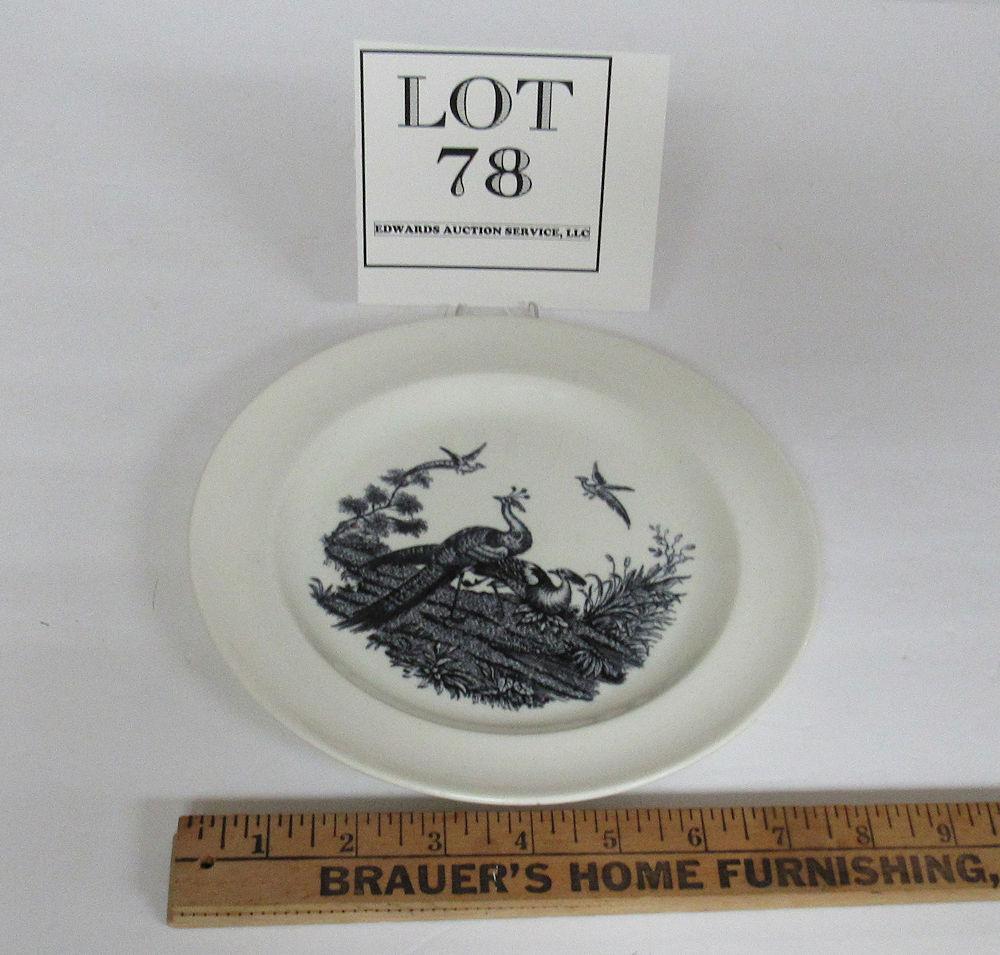 LOT
78
EDWARDS AUCTION SERVICE, LLC
1 2 3 4 5 6 7 8 9
BRAUER'S HOME FURNISHING,